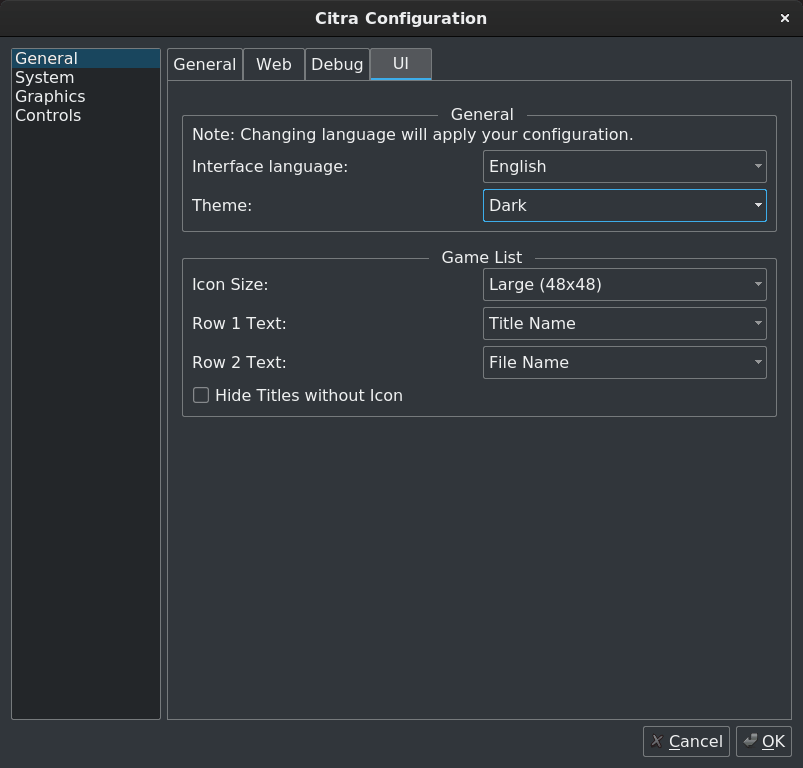 Citra Configuration
General
System
Graphics
Controls
General Web Debug UI
General
Note: Changing language will apply your configuration.
Interface language: English
Theme: Dark
Game List
Icon Size: Large (48x48)
Row 1 Text: Title Name
Row 2 Text: File Name
Hide Titles without Icon
Cancel OK